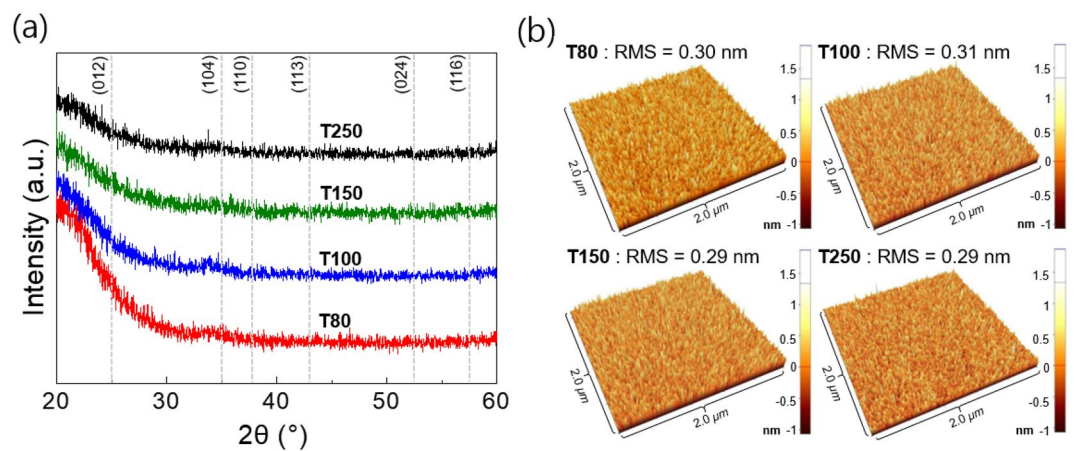 (a)
Intensity (a.u.)
(012)
(104)
(110)
(113)
(024)
(116)
T250
T150
T100
T80
20
30
40
50
60
2θ (°)
(b)
T80 : RMS = 0.30 nm
1.5
1
0.5
0
-0.5
nm -1
2.0 µm
2.0 µm
T100 : RMS = 0.31 nm
1.5
1
0.5
0
-0.5
nm -1
2.0 µm
2.0 µm
T150 : RMS = 0.29 nm
1.5
1
0.5
0
-0.5
nm -1
2.0 µm
2.0 µm
T250 : RMS = 0.29 nm
1.5
1
0.5
0
-0.5
nm -1
2.0 µm
2.0 µm